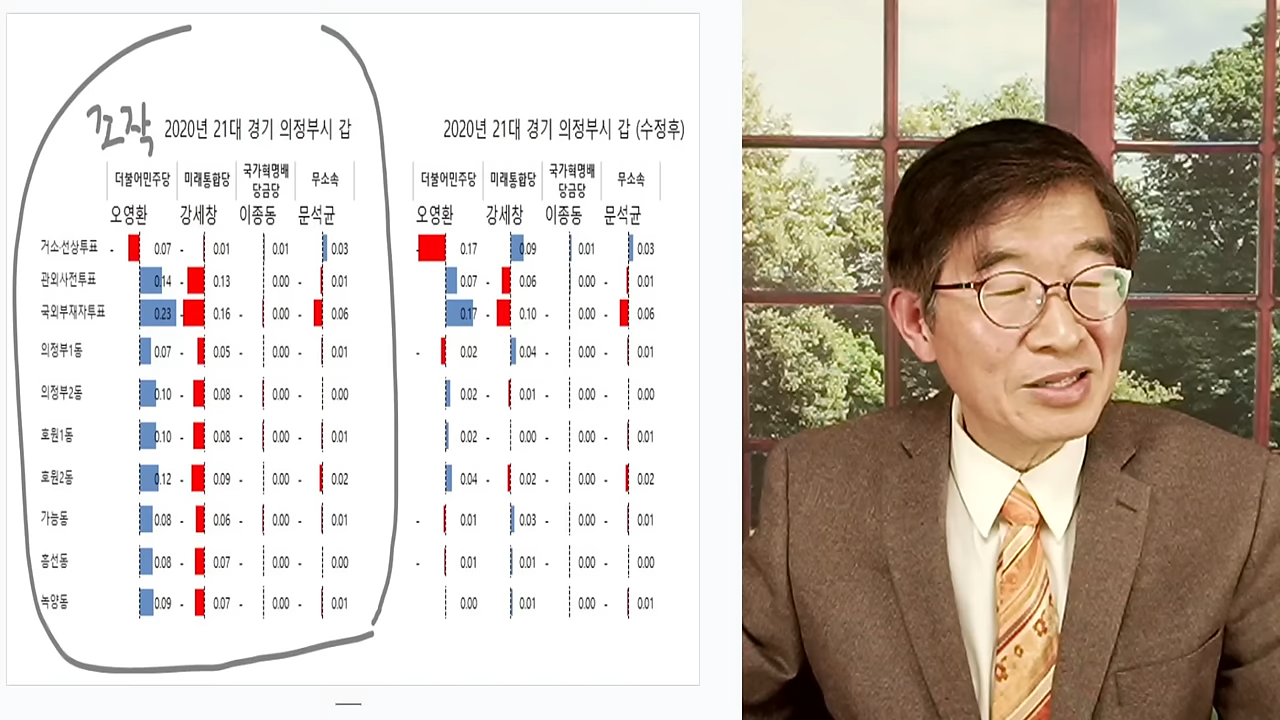 조작
2020년 21대 경기 의정부시 갑
더불어민주당 미래통합당 국가혁명배당금당 무소속
오영환 강세창 이종동 문석균
거소·선상투표 - 0.07 - 0.01 0.01 0.03
관외사전투표 0.14 - 0.13 - 0.00 - 0.01
국외부재자투표 0.23 - 0.16 - 0.00 - 0.06
의정부1동 0.07 - 0.05 - 0.00 - 0.01
의정부2동 0.10 - 0.08 - 0.00 - 0.00
호원1동 0.10 - 0.08 - 0.00 - 0.01
호원2동 0.12 - 0.09 - 0.00 - 0.02
가능동 0.08 - 0.06 - 0.00 - 0.01
흥선동 0.08 - 0.07 - 0.00 - 0.00
녹양동 0.09 - 0.07 - 0.00 - 0.01
2020년 21대 경기 의정부시 갑 (수정후)
더불어민주당 미래통합당 국가혁명배당금당 무소속
오영환 강세창 이종동 문석균
- 0.17 0.09 0.01 0.03
0.07 - 0.06 - 0.00 - 0.01
0.17 - 0.10 - 0.00 - 0.06
- 0.02 0.04 - 0.00 - 0.01
0.02 - 0.01 - 0.00 - 0.00
0.02 - 0.00 - 0.00 - 0.01
0.04 - 0.02 - 0.00 - 0.02
- 0.01 0.03 - 0.00 - 0.01
- 0.01 0.01 - 0.00 - 0.00
0.00 0.01 - 0.00 - 0.01